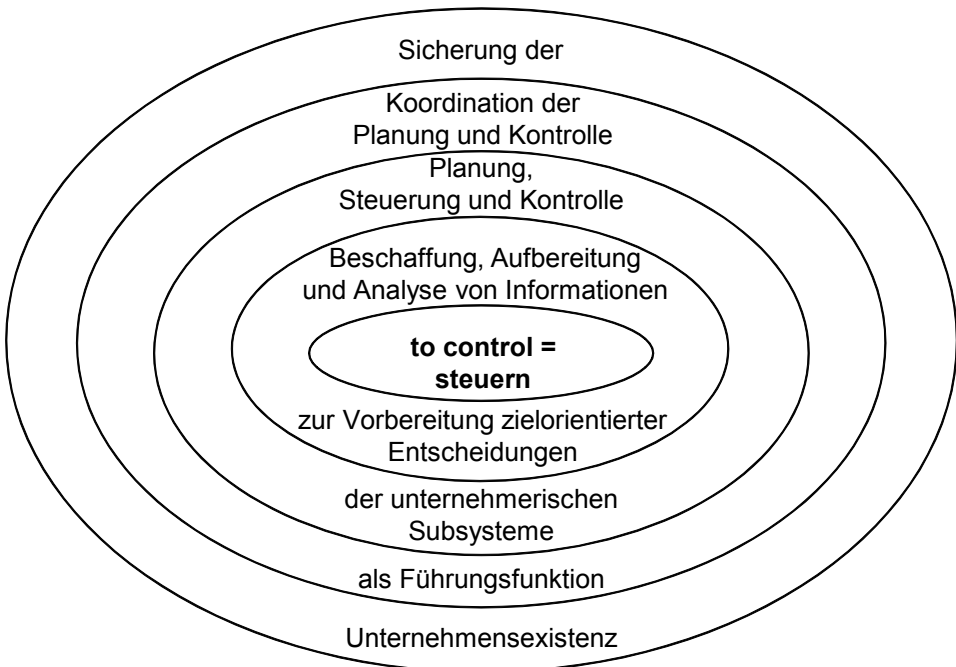 Sicherung der
Koordination der
Planung und Kontrolle
Planung,
Steuerung und Kontrolle
Beschaffung, Aufbereitung
und Analyse von Informationen
to control =
steuern
zur Vorbereitung zielorientierter
Entscheidungen
der unternehmerischen
Subsysteme
als Führungsfunktion
Unternehmensexistenz